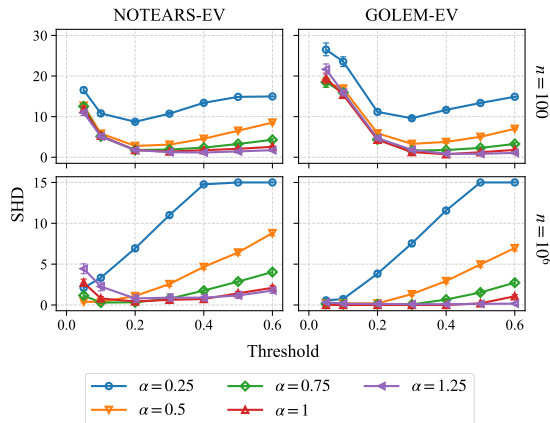 NOTEARS-EV GOLEM-EV
30
20
10
0
n = 100
15
10
5
0
n = 10⁶
SHD
0.0 0.2 0.4 0.6 0.0 0.2 0.4 0.6
Threshold
α = 0.25 α = 0.75 α = 1.25
α = 0.5 α = 1